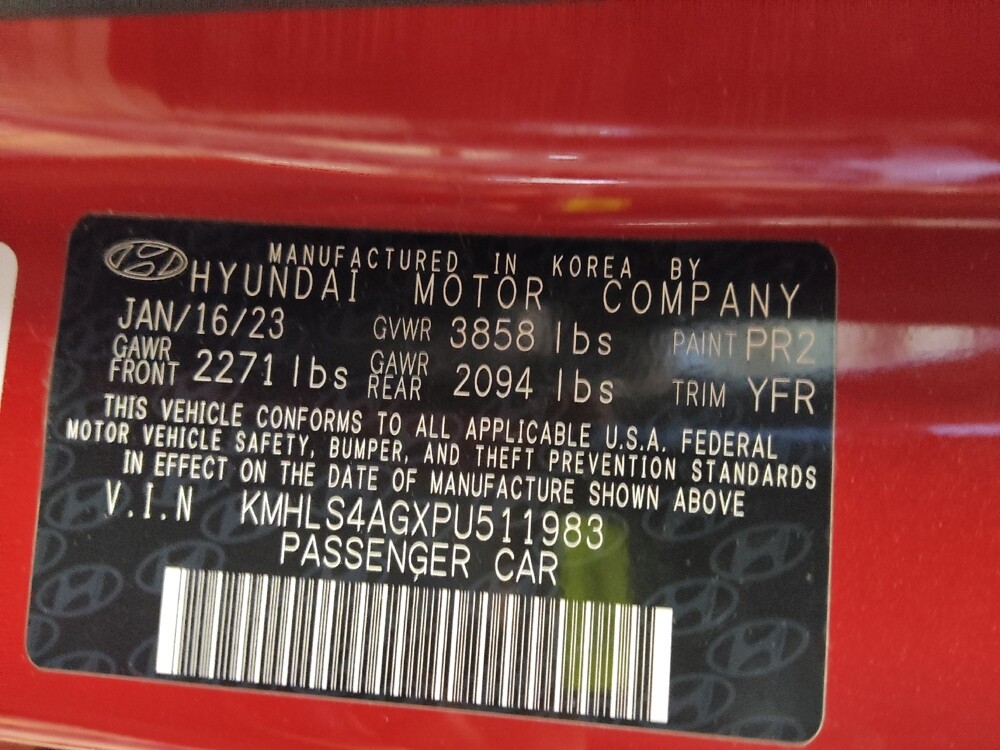 MANUFACTURED IN KOREA BY
HYUNDAI MOTOR COMPANY
JAN/16/23 GVWR 3858 lbs PAINT PR2
GAWR FRONT 2271 lbs GAWR REAR 2094 lbs TRIM YFR
THIS VEHICLE CONFORMS TO ALL APPLICABLE U.S.A. FEDERAL
MOTOR VEHICLE SAFETY, BUMPER, AND THEFT PREVENTION STANDARDS
IN EFFECT ON THE DATE OF MANUFACTURE SHOWN ABOVE
V.I.N KMHLS4AGXPU511983
PASSENGER CAR